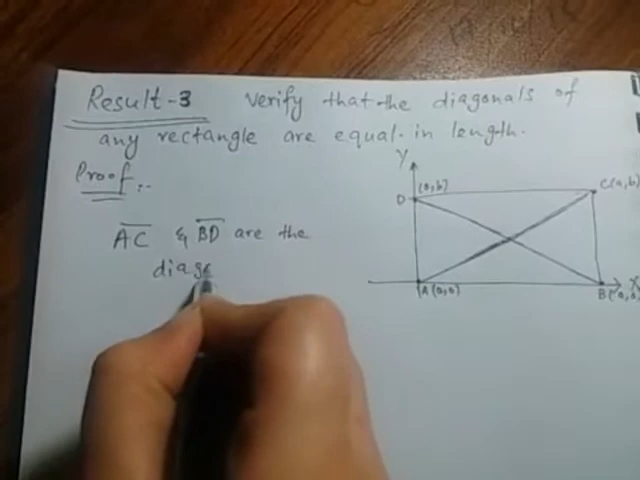 Result-3 Verify that the diagonals of
any rectangle are equal in length.
Proof:-
Y
D
(0,b)
C(a,b)
AC & BD are the
diago
A(0,0)
B(a,0)
X